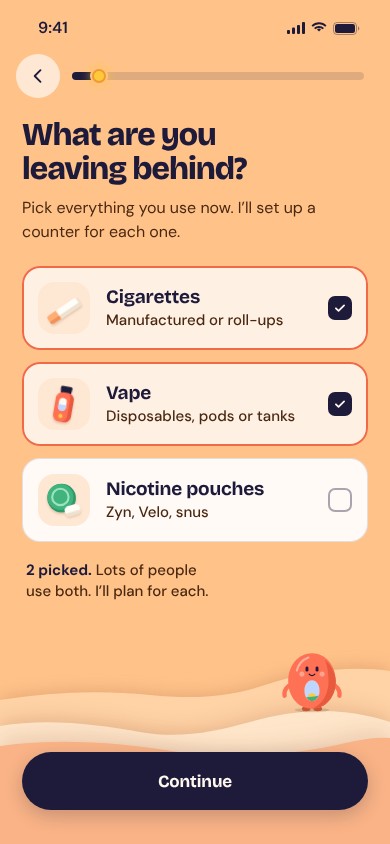 9:41
What are you
leaving behind?
Pick everything you use now. I’ll set up a
counter for each one.
Cigarettes
Manufactured or roll-ups
Vape
Disposables, pods or tanks
Nicotine pouches
Zyn, Velo, snus
2 picked. Lots of people
use both. I’ll plan for each.
Continue